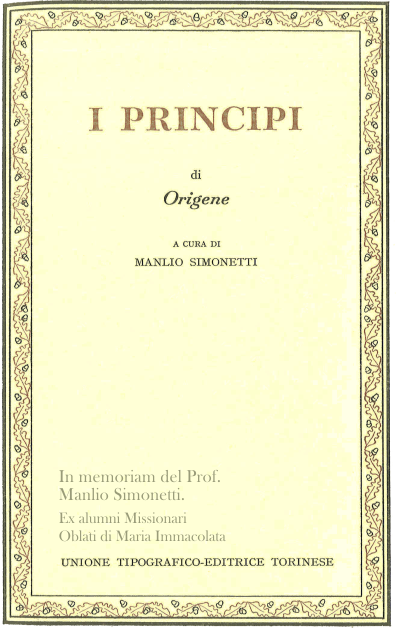 I PRINCIPI
di
Origene
A CURA DI
MANLIO SIMONETTI
In memoriam del Prof.
Manlio Simonetti.
Ex alumni Missionari
Oblati di Maria Immacolata
UNIONE TIPOGRAFICO-EDITRICE TORINESE